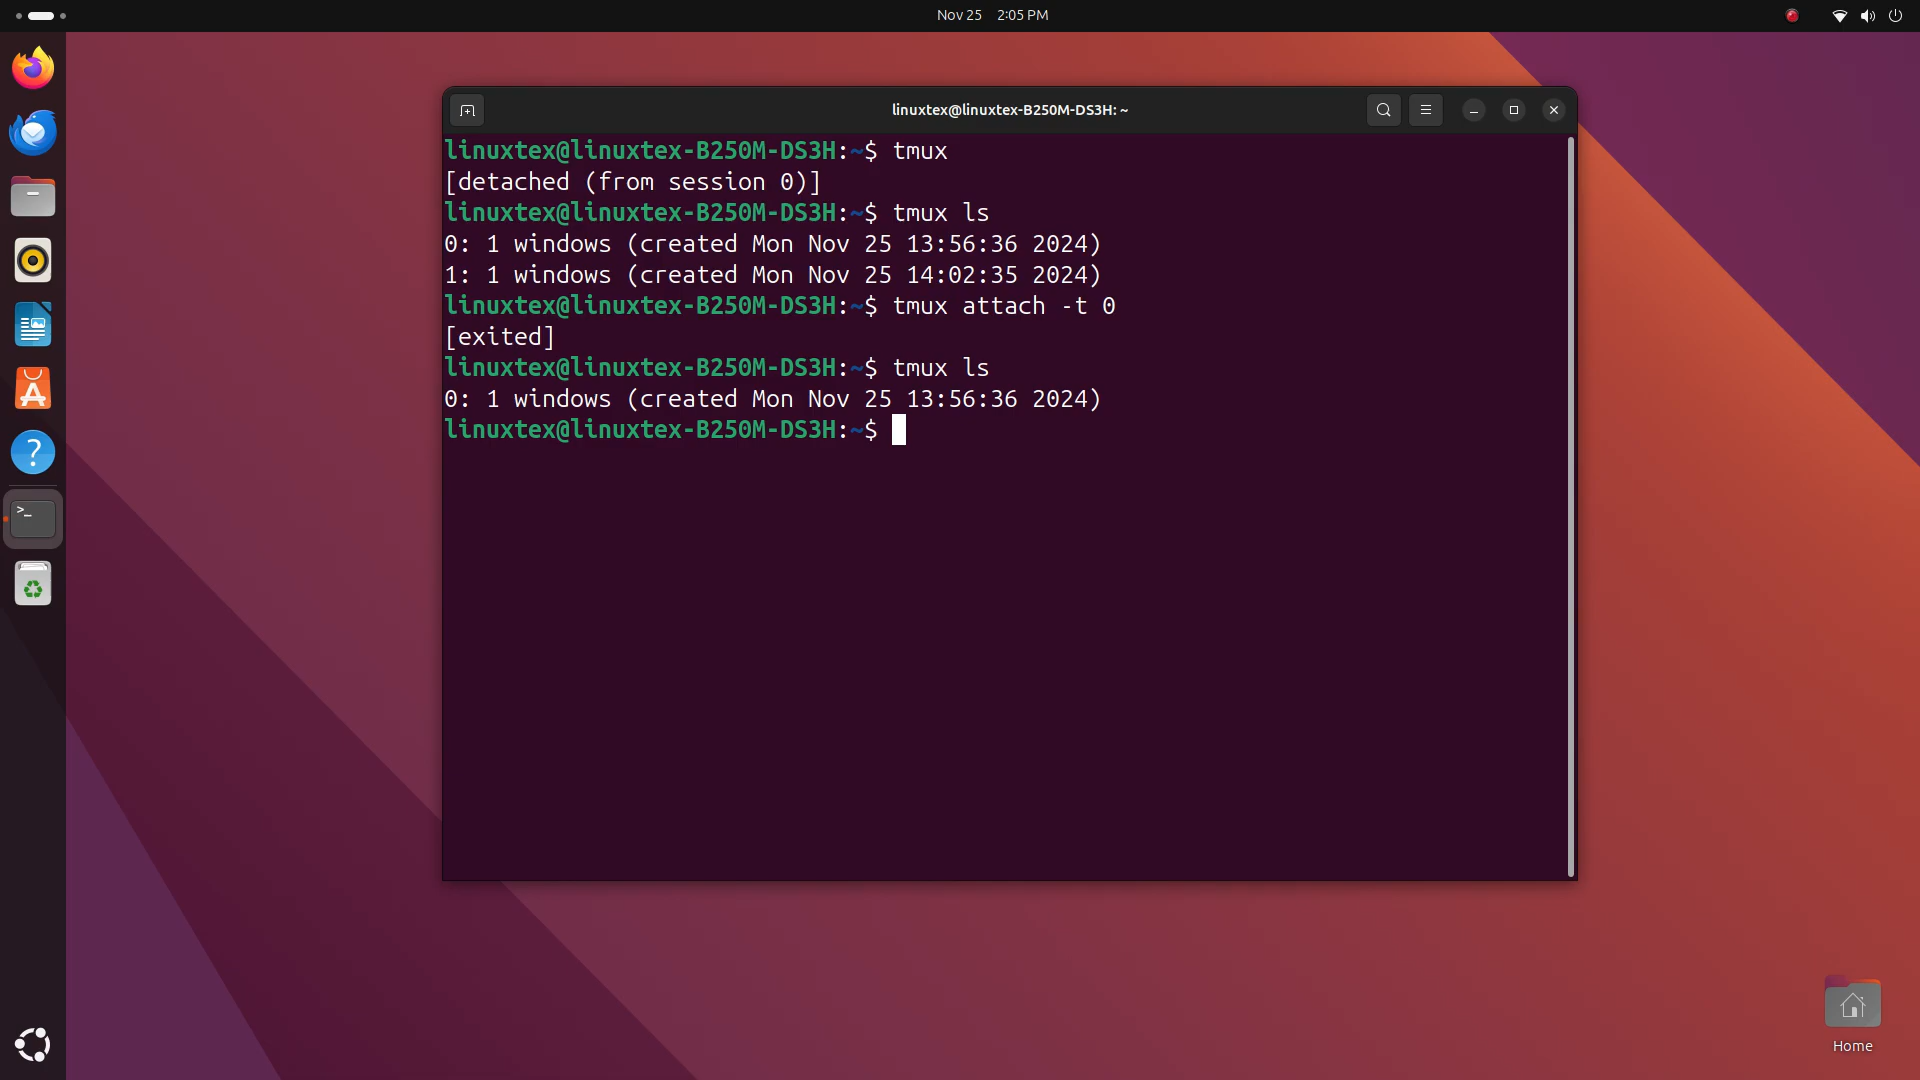 Nov 25 2:05 PM
linuxtex@linuxtex-B250M-DS3H: ~
linuxtex@linuxtex-B250M-DS3H:~$ tmux
[detached (from session 0)]
linuxtex@linuxtex-B250M-DS3H:~$ tmux ls
0: 1 windows (created Mon Nov 25 13:56:36 2024)
1: 1 windows (created Mon Nov 25 14:02:35 2024)
linuxtex@linuxtex-B250M-DS3H:~$ tmux attach -t 0
[exited]
linuxtex@linuxtex-B250M-DS3H:~$ tmux ls
0: 1 windows (created Mon Nov 25 13:56:36 2024)
linuxtex@linuxtex-B250M-DS3H:~$
Home